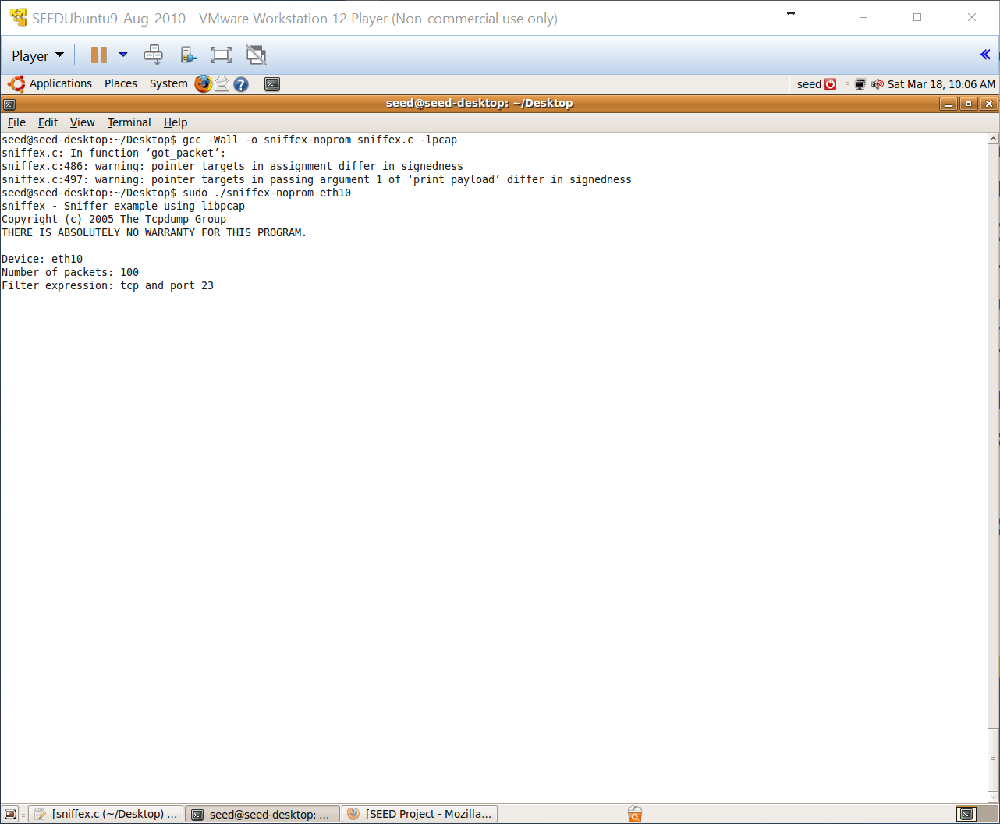 SEEDUbuntu9-Aug-2010 - VMware Workstation 12 Player (Non-commercial use only)
Player
Applications Places System seed Sat Mar 18, 10:06 AM
seed@seed-desktop: ~/Desktop
File Edit View Terminal Help
seed@seed-desktop:~/Desktop$ gcc -Wall -o sniffex-noprom sniffex.c -lpcap
sniffex.c: In function ‘got_packet’:
sniffex.c:486: warning: pointer targets in assignment differ in signedness
sniffex.c:497: warning: pointer targets in passing argument 1 of ‘print_payload’ differ in signedness
seed@seed-desktop:~/Desktop$ sudo ./sniffex-noprom eth10
sniffex - Sniffer example using libpcap
Copyright (c) 2005 The Tcpdump Group
THERE IS ABSOLUTELY NO WARRANTY FOR THIS PROGRAM.
Device: eth10
Number of packets: 100
Filter expression: tcp and port 23
[sniffex.c (~/Desktop) ... seed@seed-desktop: ... [SEED Project - Mozilla...